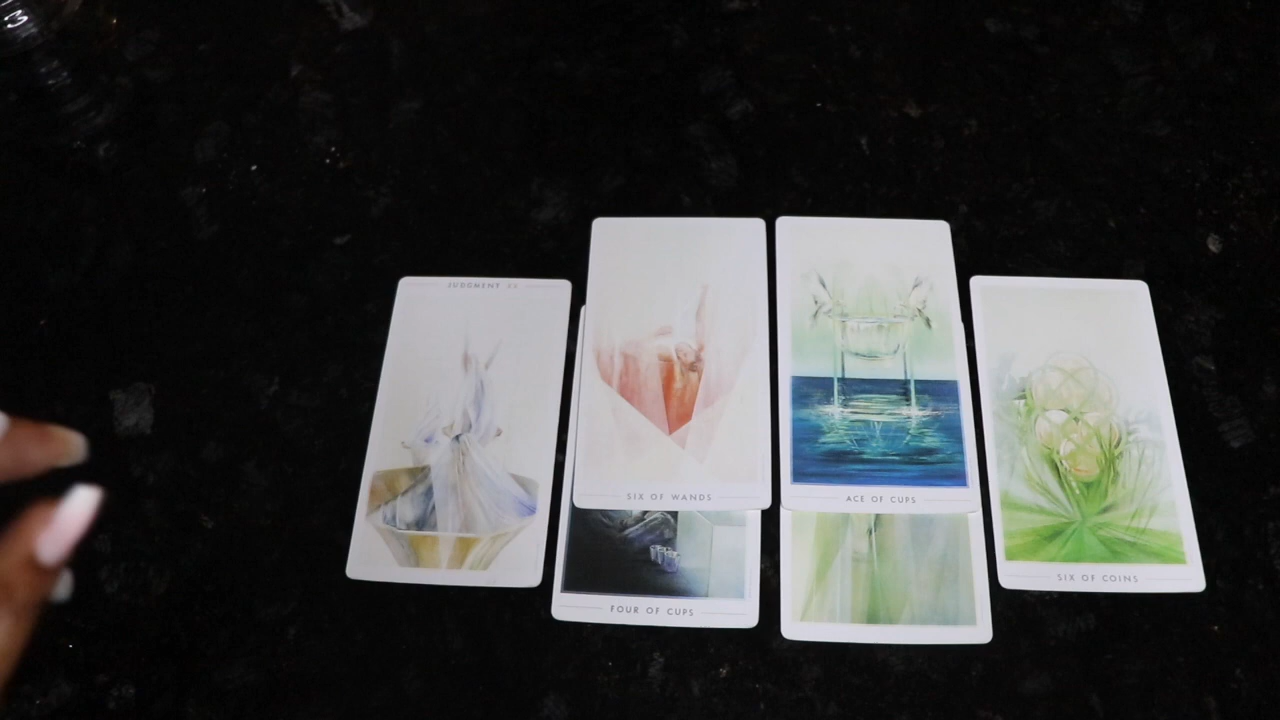 JUDGMENT XX
SIX OF WANDS
ACE OF CUPS
SIX OF COINS
FOUR OF CUPS